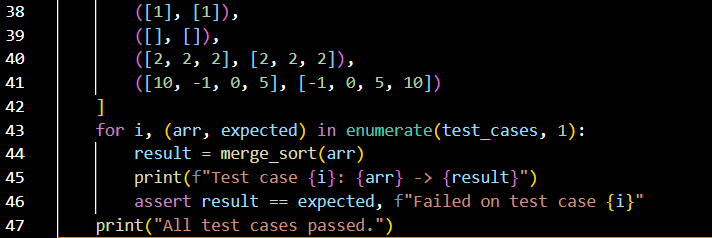 38 ([1], [1]),
39 ([], []),
40 ([2, 2, 2], [2, 2, 2]),
41 ([10, -1, 0, 5], [-1, 0, 5, 10])
42 ]
43 for i, (arr, expected) in enumerate(test_cases, 1):
44 result = merge_sort(arr)
45 print(f"Test case {i}: {arr} -> {result}")
46 assert result == expected, f"Failed on test case {i}"
47 print("All test cases passed.")